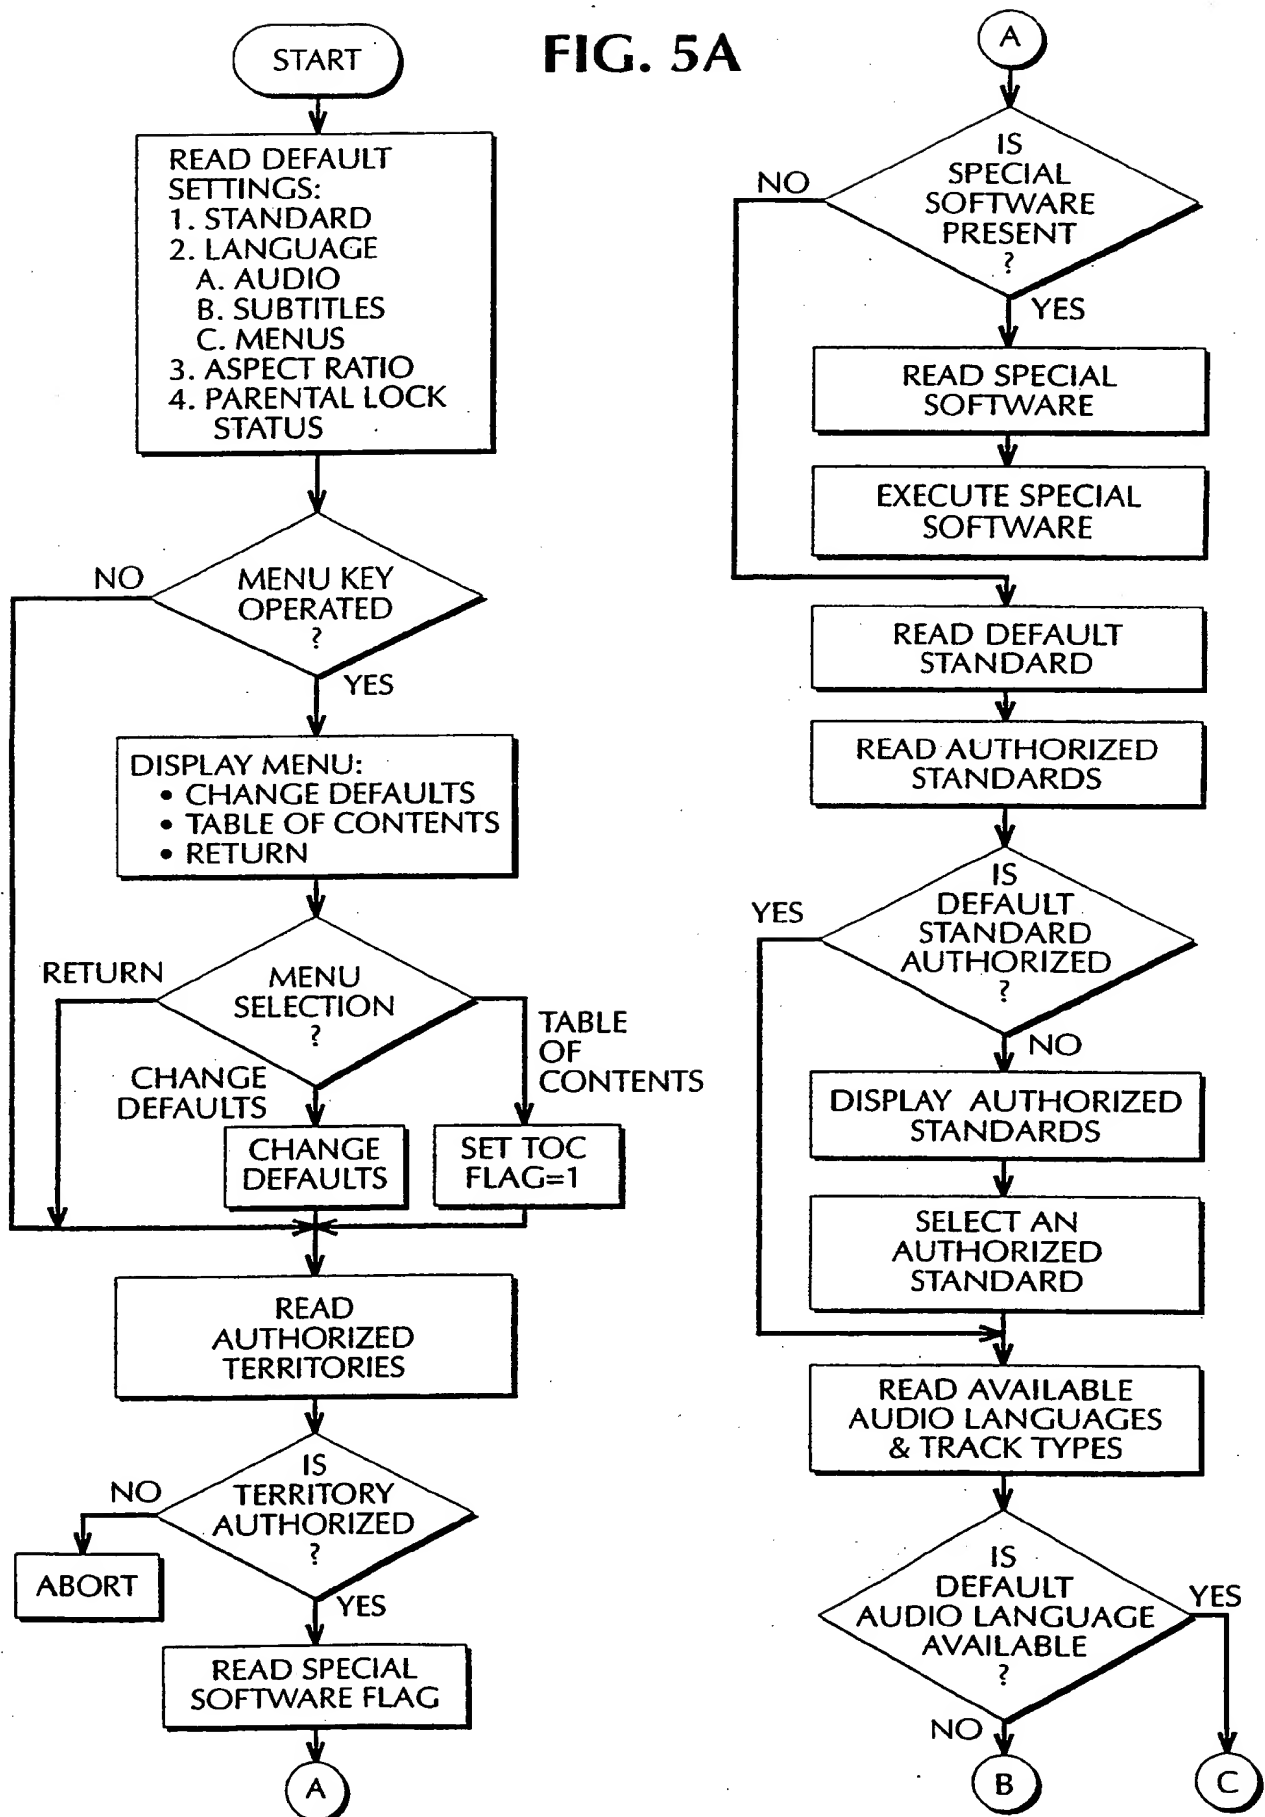 FIG. 5A
START
READ DEFAULT
SETTINGS:
1. STANDARD
2. LANGUAGE
A. AUDIO
B. SUBTITLES
C. MENUS
3. ASPECT RATIO
4. PARENTAL LOCK
STATUS
NO
MENU KEY
OPERATED
?
YES
DISPLAY MENU:
• CHANGE DEFAULTS
• TABLE OF CONTENTS
• RETURN
RETURN
MENU
SELECTION
?
TABLE
OF
CONTENTS
CHANGE
DEFAULTS
CHANGE
DEFAULTS
SET TOC
FLAG=1
READ
AUTHORIZED
TERRITORIES
NO
IS
TERRITORY
AUTHORIZED
?
ABORT
YES
READ SPECIAL
SOFTWARE FLAG
A
A
NO
IS
SPECIAL
SOFTWARE
PRESENT
?
YES
READ SPECIAL
SOFTWARE
EXECUTE SPECIAL
SOFTWARE
READ DEFAULT
STANDARD
READ AUTHORIZED
STANDARDS
YES
IS
DEFAULT
STANDARD
AUTHORIZED
?
NO
DISPLAY AUTHORIZED
STANDARDS
SELECT AN
AUTHORIZED
STANDARD
READ AVAILABLE
AUDIO LANGUAGES
& TRACK TYPES
IS
DEFAULT
AUDIO LANGUAGE
AVAILABLE
?
YES
NO
B
C